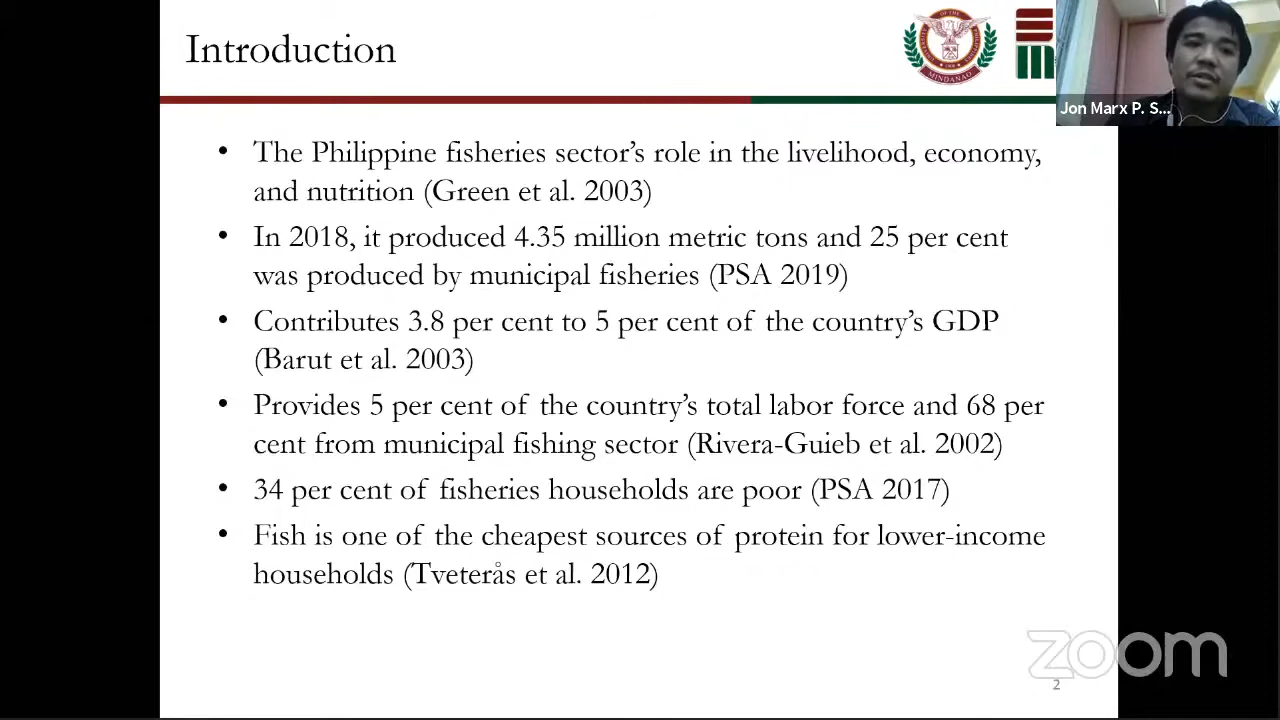 Introduction
MINDANAO
Jon Marx P. S...
• The Philippine fisheries sector's role in the livelihood, economy,
and nutrition (Green et al. 2003)
• In 2018, it produced 4.35 million metric tons and 25 per cent
was produced by municipal fisheries (PSA 2019)
• Contributes 3.8 per cent to 5 per cent of the country's GDP
(Barut et al. 2003)
• Provides 5 per cent of the country's total labor force and 68 per
cent from municipal fishing sector (Rivera-Guieb et al. 2002)
• 34 per cent of fisheries households are poor (PSA 2017)
• Fish is one of the cheapest sources of protein for lower-income
households (Tveterås et al. 2012)
zoom
2